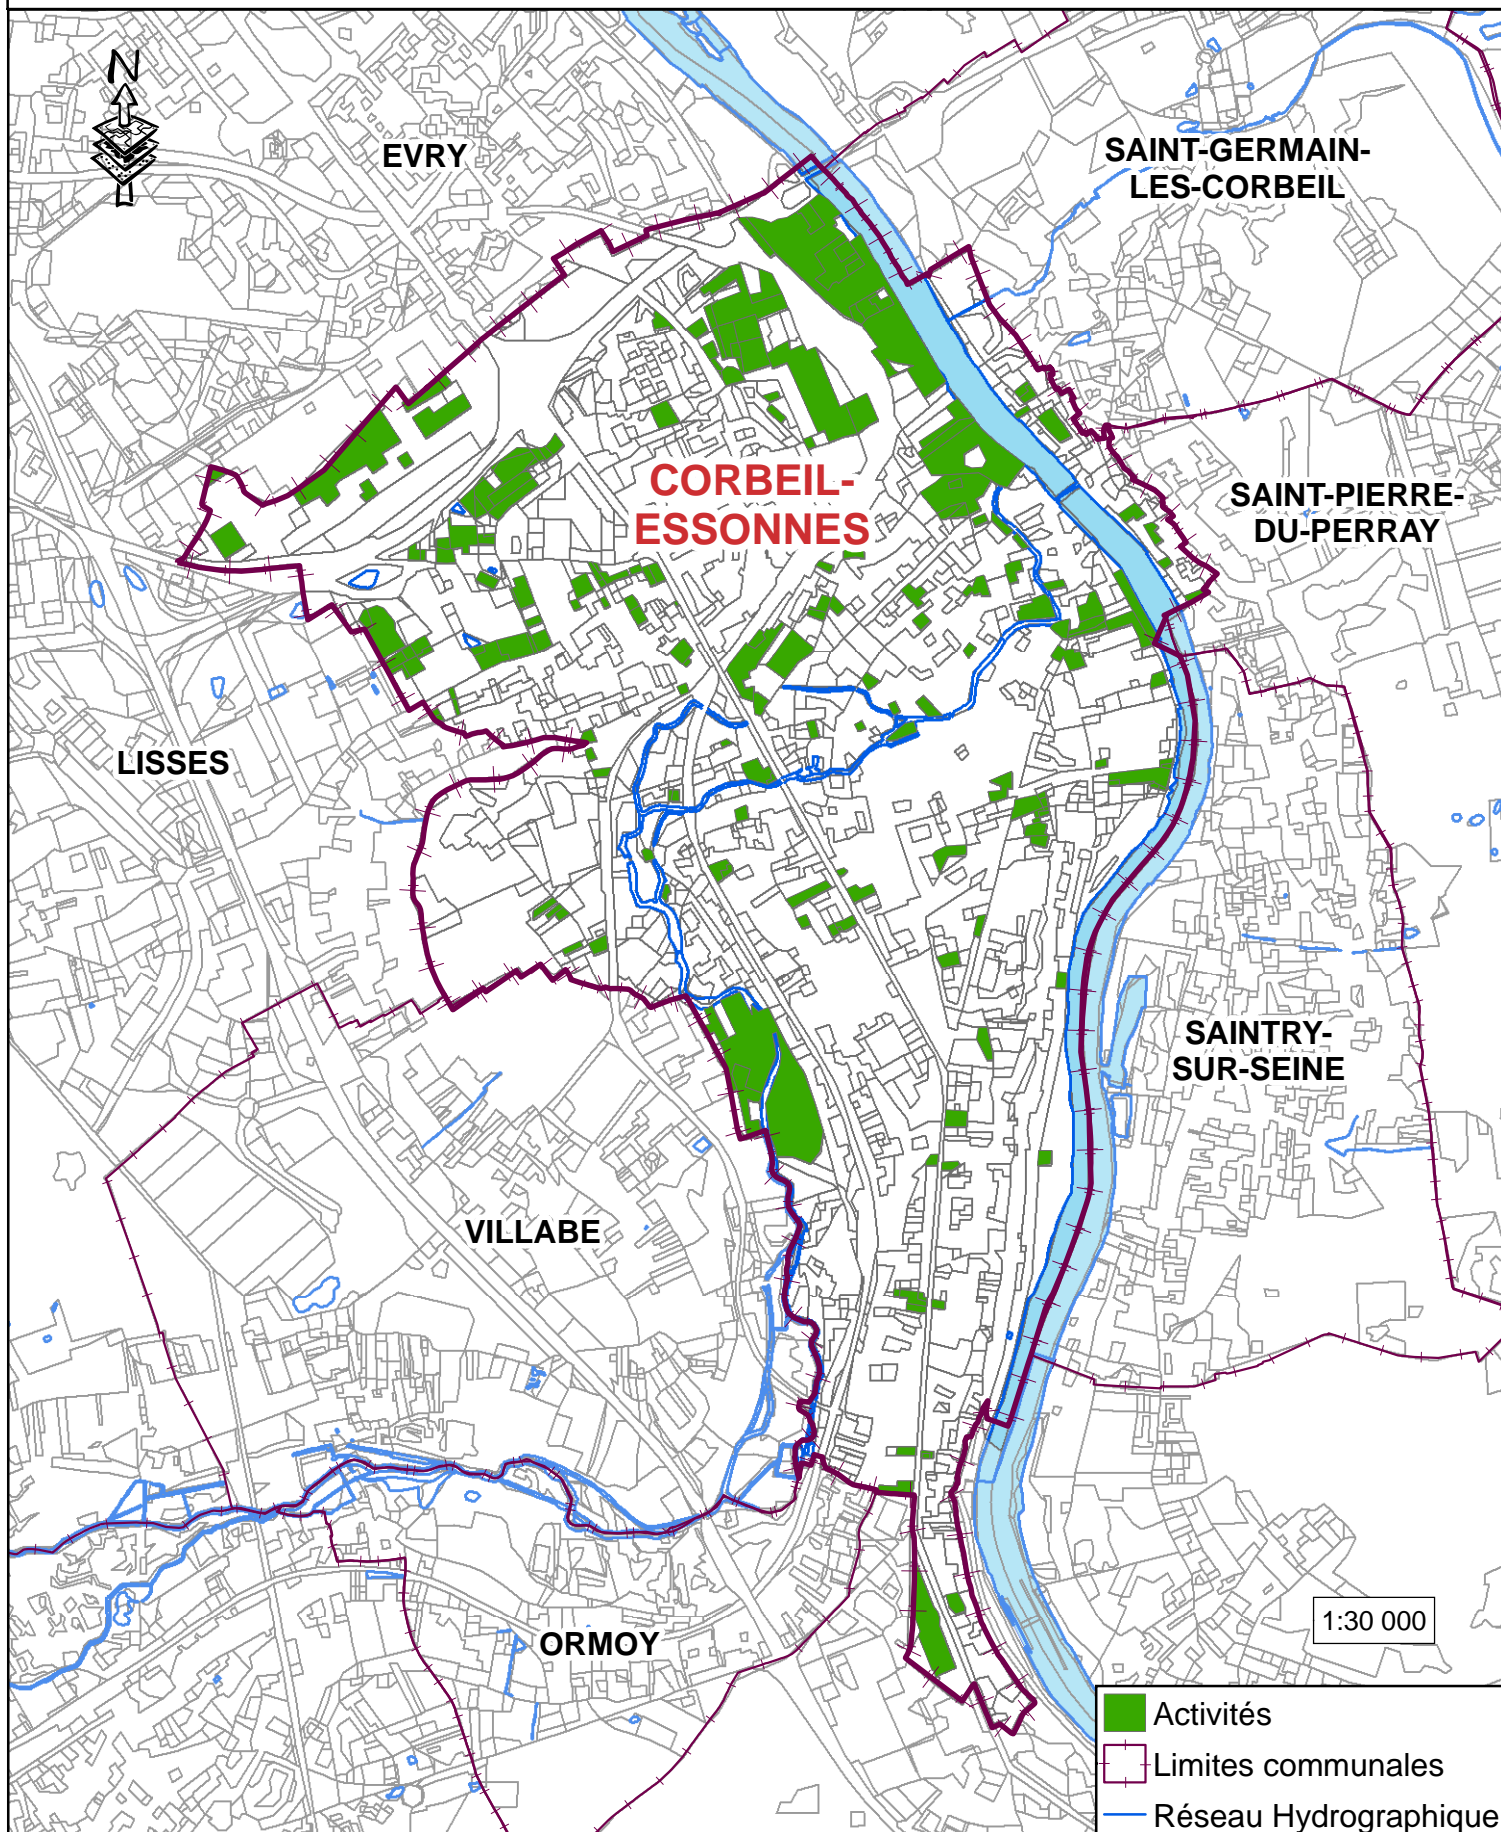 N
EVRY
SAINT-GERMAIN-
LES-CORBEIL
CORBEIL-
ESSONNES
SAINT-PIERRE-
DU-PERRAY
LISSES
SAINTRY-
SUR-SEINE
VILLABE
ORMOY
1:30 000
Activités
Limites communales
Réseau Hydrographique